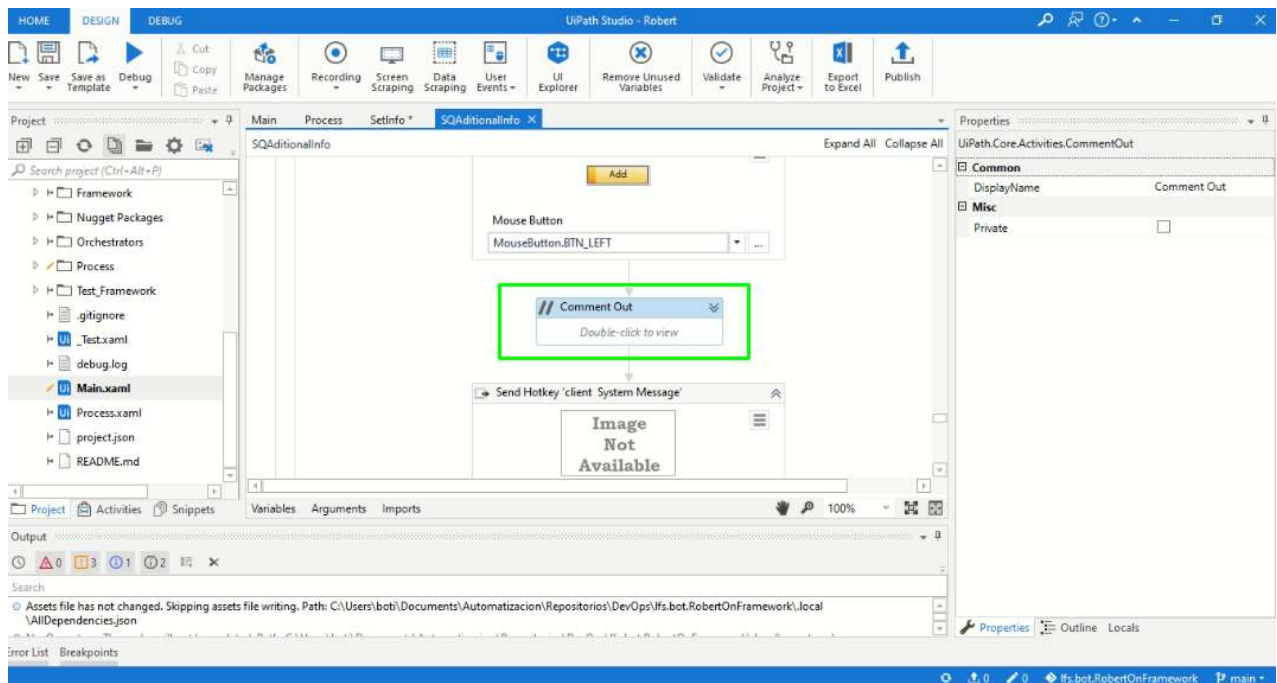 HOME DESIGN DEBUG UiPath Studio - Robert
New Save Save as Template Debug Cut Copy Paste Manage Packages Recording Screen Scraping Data Scraping User Events UI Explorer Remove Unused Variables Validate Analyze Project Export to Excel Publish
Project Main Process SetInfo * SQAditionalInfo Properties
SQAditionalInfo Expand All Collapse All UiPath.Core.Activities.CommentOut
Search project (Ctrl+Alt+P) Common
Add DisplayName Comment Out
Framework Misc
Nugget Packages Mouse Button Private
Orchestrators MouseButton.BTN_LEFT ...
Process
Test_Framework
.gitignore Comment Out
_Test.xaml Double-click to view
debug.log
Main.xaml Send Hotkey 'client System Message'
Process.xaml Image
project.json Not
README.md Available
Project Activities Snippets Variables Arguments Imports 100%
Output
0 3 1 2
Search
Assets file has not changed. Skipping assets file writing. Path: C:\Users\boti\Documents\Automatizacion\Repositorios\DevOps\lfs.bot.RobertOnFramework\.local
\AllDependencies.json
Properties Outline Locals
Error List Breakpoints
0 0 lfs.bot.RobertOnFramework main